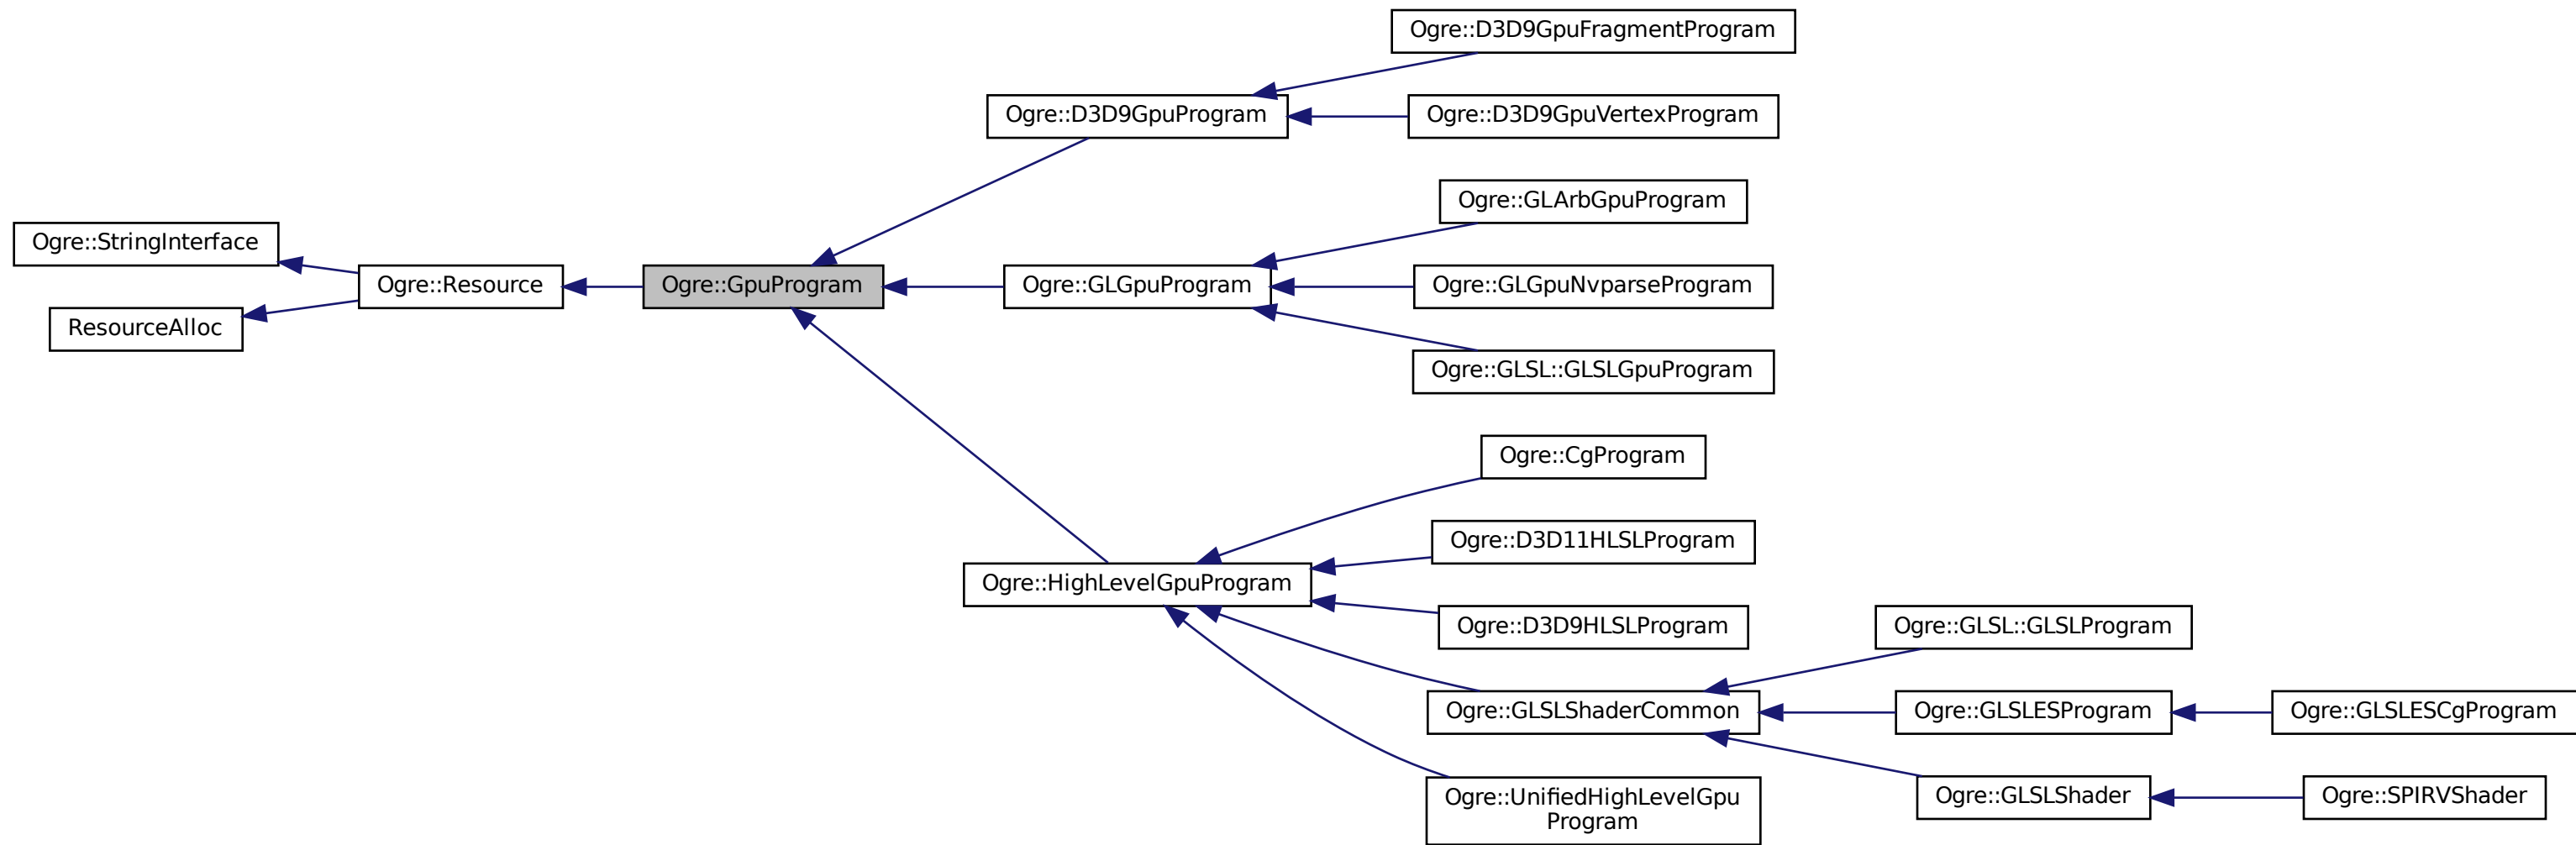 Ogre::D3D9GpuFragmentProgram
Ogre::D3D9GpuProgram
Ogre::D3D9GpuVertexProgram
Ogre::GLArbGpuProgram
Ogre::StringInterface
Ogre::Resource
Ogre::GpuProgram
Ogre::GLGpuProgram
Ogre::GLGpuNvparseProgram
ResourceAlloc
Ogre::GLSL::GLSLGpuProgram
Ogre::CgProgram
Ogre::D3D11HLSLProgram
Ogre::HighLevelGpuProgram
Ogre::D3D9HLSLProgram
Ogre::GLSL::GLSLProgram
Ogre::GLSLShaderCommon
Ogre::GLSLESProgram
Ogre::GLSLESCgProgram
Ogre::UnifiedHighLevelGpu
Program
Ogre::GLSLShader
Ogre::SPIRVShader